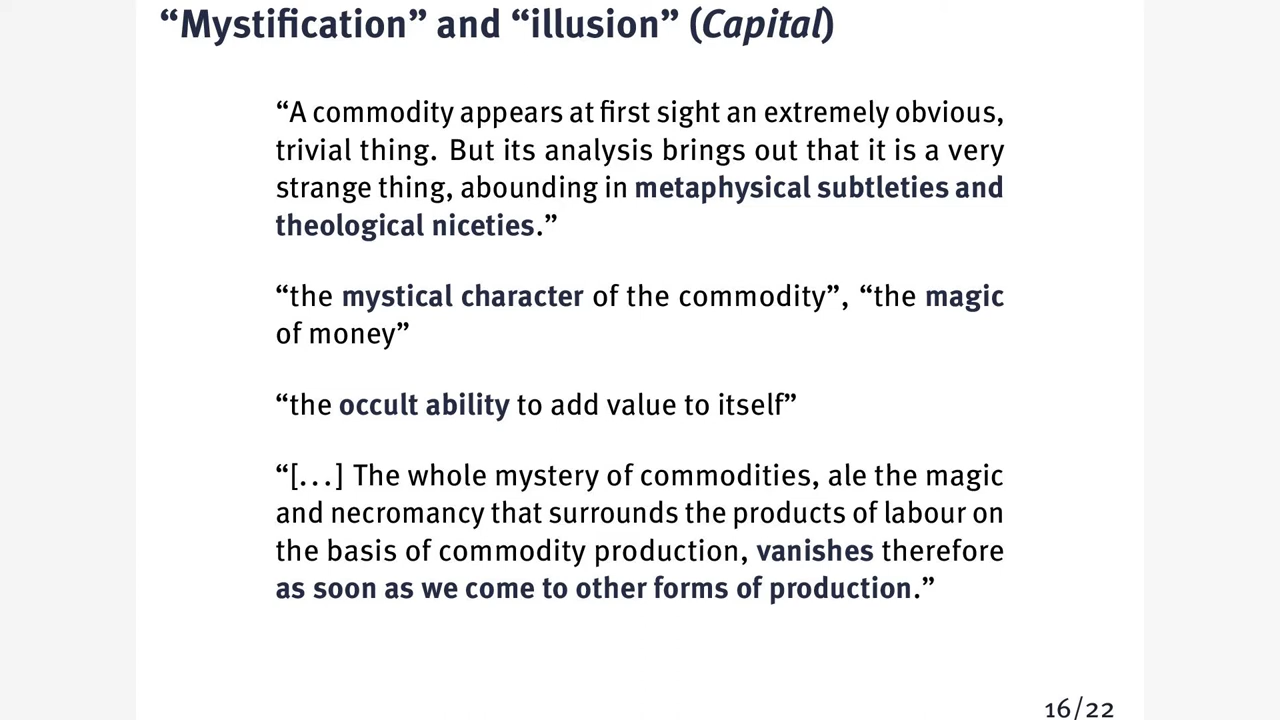 “Mystification” and “illusion” (Capital)
“A commodity appears at first sight an extremely obvious,
trivial thing. But its analysis brings out that it is a very
strange thing, abounding in metaphysical subtleties and
theological niceties.”
“the mystical character of the commodity”, “the magic
of money”
“the occult ability to add value to itself”
“[...] The whole mystery of commodities, ale the magic
and necromancy that surrounds the products of labour on
the basis of commodity production, vanishes therefore
as soon as we come to other forms of production.”
16/22